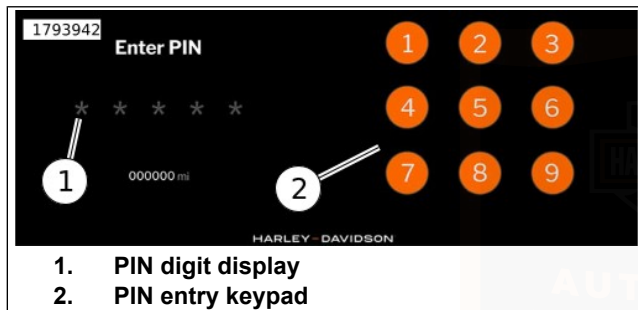 1793942
Enter PIN
1 2 3
* * * * *
4 5 6
1
000000 mi
2
7 8 9
HARLEY-DAVIDSON
1. PIN digit display
2. PIN entry keypad